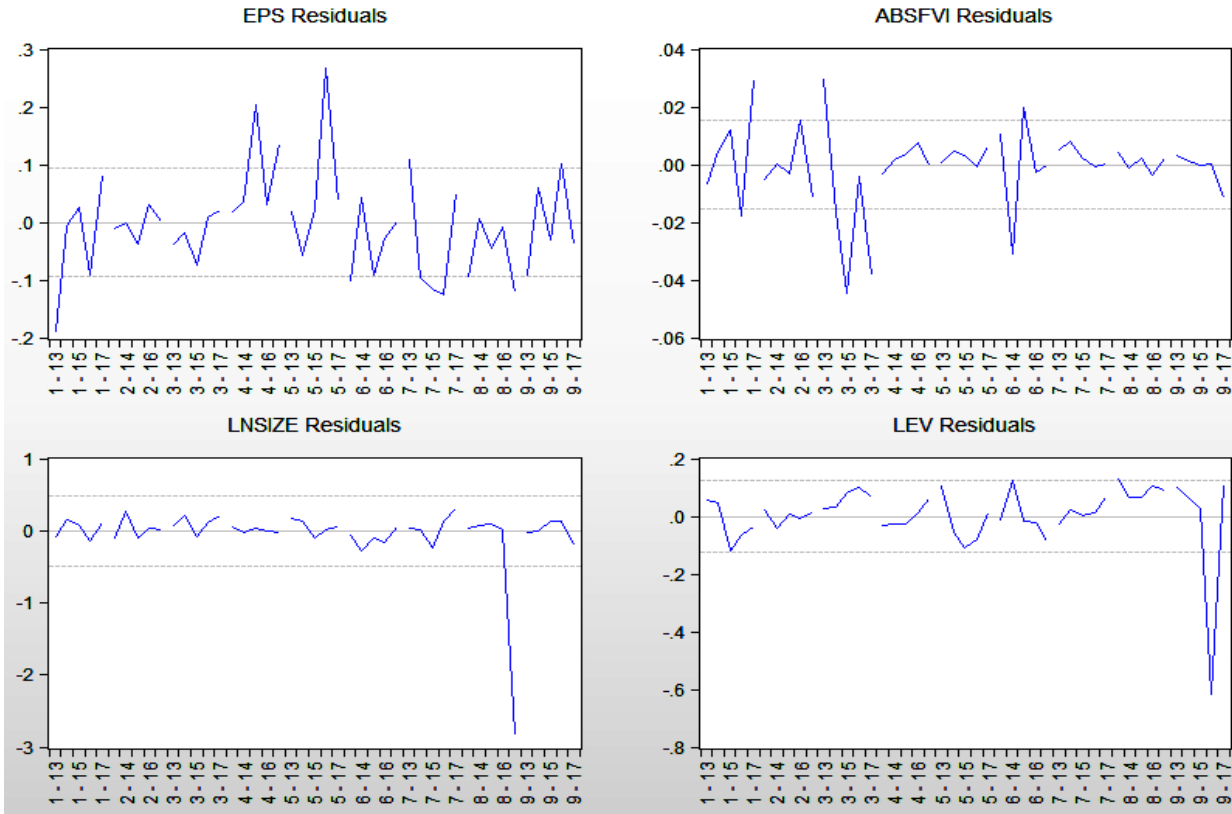 EPS Residuals
.3
.2
.1
.0
-.1
-.2
1 - 13
1 - 15
1 - 17
2 - 14
2 - 16
3 - 13
3 - 15
3 - 17
4 - 14
4 - 16
5 - 13
5 - 15
5 - 17
6 - 14
6 - 16
7 - 13
7 - 15
7 - 17
8 - 14
8 - 16
9 - 13
9 - 15
9 - 17
ABSFVI Residuals
.04
.02
.00
-.02
-.04
-.06
1 - 13
1 - 15
1 - 17
2 - 14
2 - 16
3 - 13
3 - 15
3 - 17
4 - 14
4 - 16
5 - 13
5 - 15
5 - 17
6 - 14
6 - 16
7 - 13
7 - 15
7 - 17
8 - 14
8 - 16
9 - 13
9 - 15
9 - 17
LNSIZE Residuals
1
0
-1
-2
-3
1 - 13
1 - 15
1 - 17
2 - 14
2 - 16
3 - 13
3 - 15
3 - 17
4 - 14
4 - 16
5 - 13
5 - 15
5 - 17
6 - 14
6 - 16
7 - 13
7 - 15
7 - 17
8 - 14
8 - 16
9 - 13
9 - 15
9 - 17
LEV Residuals
.2
.0
-.2
-.4
-.6
-.8
1 - 13
1 - 15
1 - 17
2 - 14
2 - 16
3 - 13
3 - 15
3 - 17
4 - 14
4 - 16
5 - 13
5 - 15
5 - 17
6 - 14
6 - 16
7 - 13
7 - 15
7 - 17
8 - 14
8 - 16
9 - 13
9 - 15
9 - 17